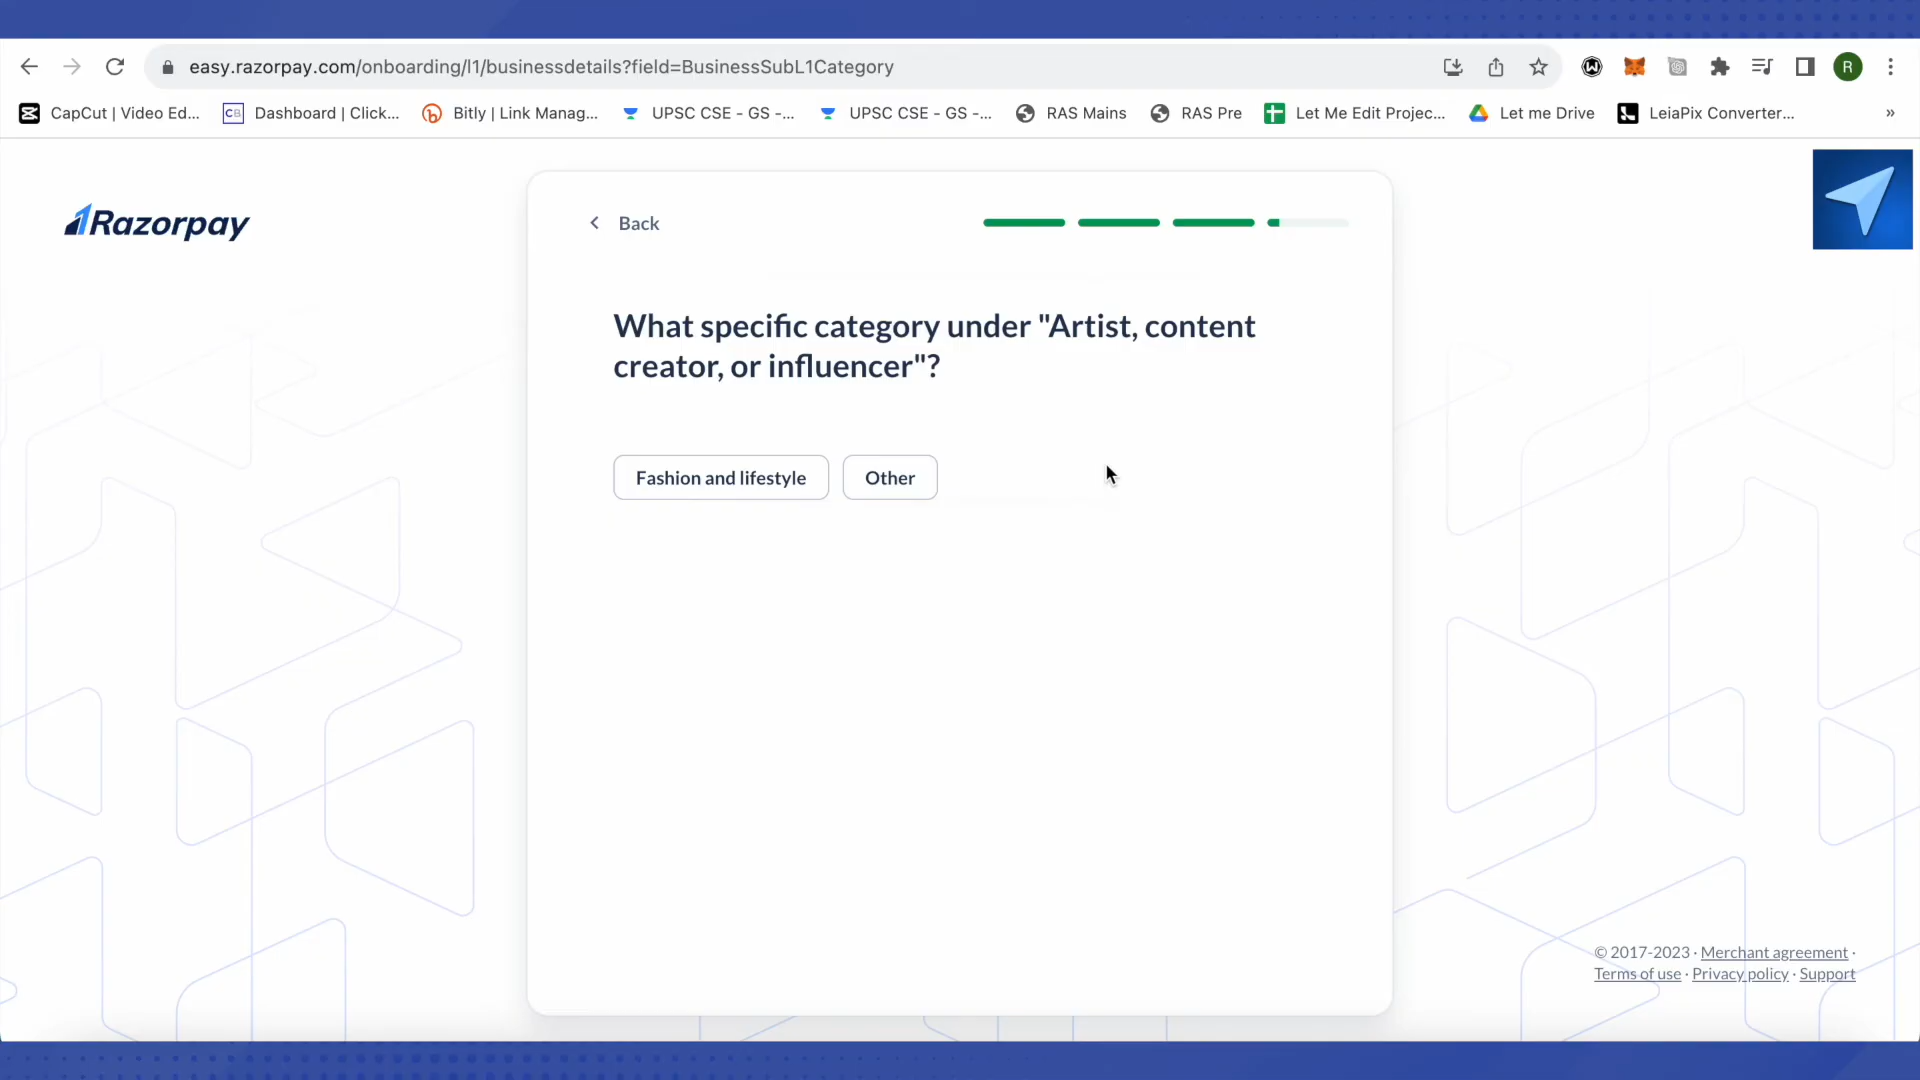 easy.razorpay.com/onboarding/l1/businessdetails?field=BusinessSubL1Category
R
CapCut | Video Ed...
CB
Dashboard | Click...
Bitly | Link Manag...
UPSC CSE - GS -...
UPSC CSE - GS -...
RAS Mains
RAS Pre
Let Me Edit Projec...
Let me Drive
LeiaPix Converter...
»
Razorpay
Back
What specific category under "Artist, content
creator, or influencer"?
Fashion and lifestyle
Other
© 2017-2023 · Merchant agreement ·
Terms of use · Privacy policy · Support